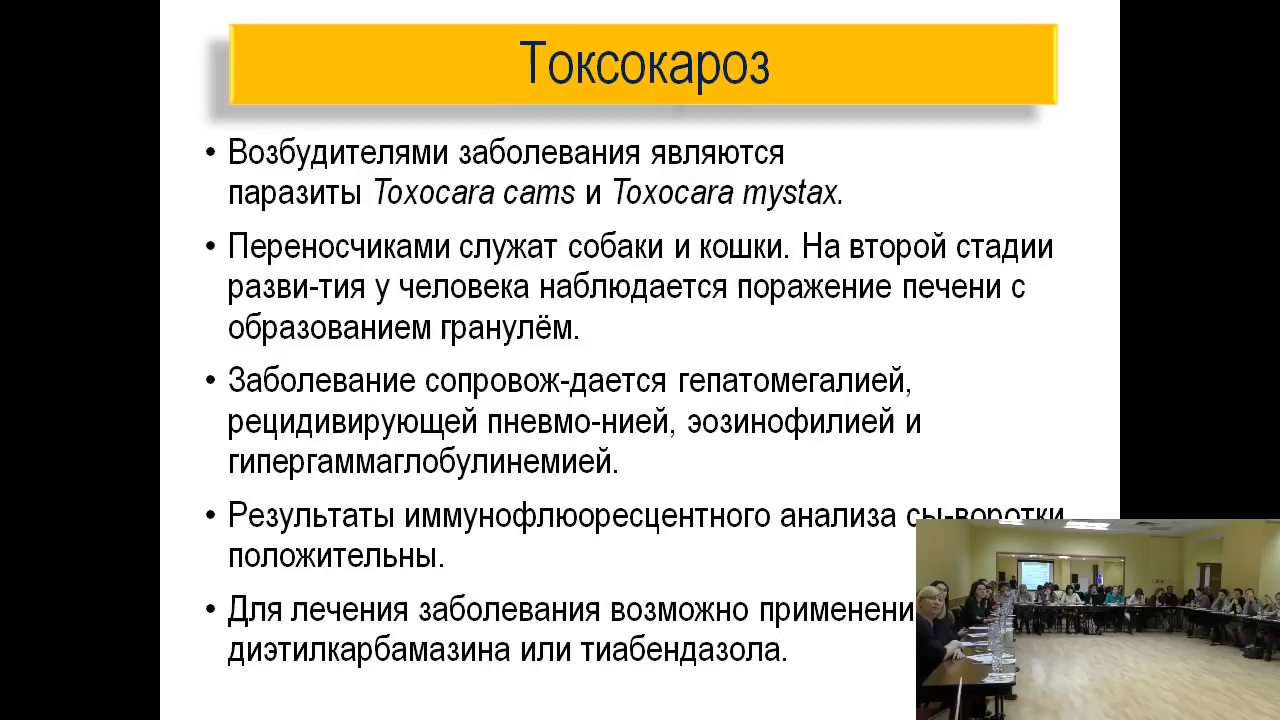 Токсокароз
• Возбудителями заболевания являются
паразиты Toxocara cams и Toxocara mystax.
• Переносчиками служат собаки и кошки. На второй стадии
разви-тия у человека наблюдается поражение печени с
образованием гранулём.
• Заболевание сопровож-дается гепатомегалией,
рецидивирующей пневмо-нией, эозинофилией и
гипергаммаглобулинемией.
• Результаты иммунофлюоресцентного анализа сы-воротки
положительны.
• Для лечения заболевания возможно применени
диэтилкарбамазина или тиабендазола.